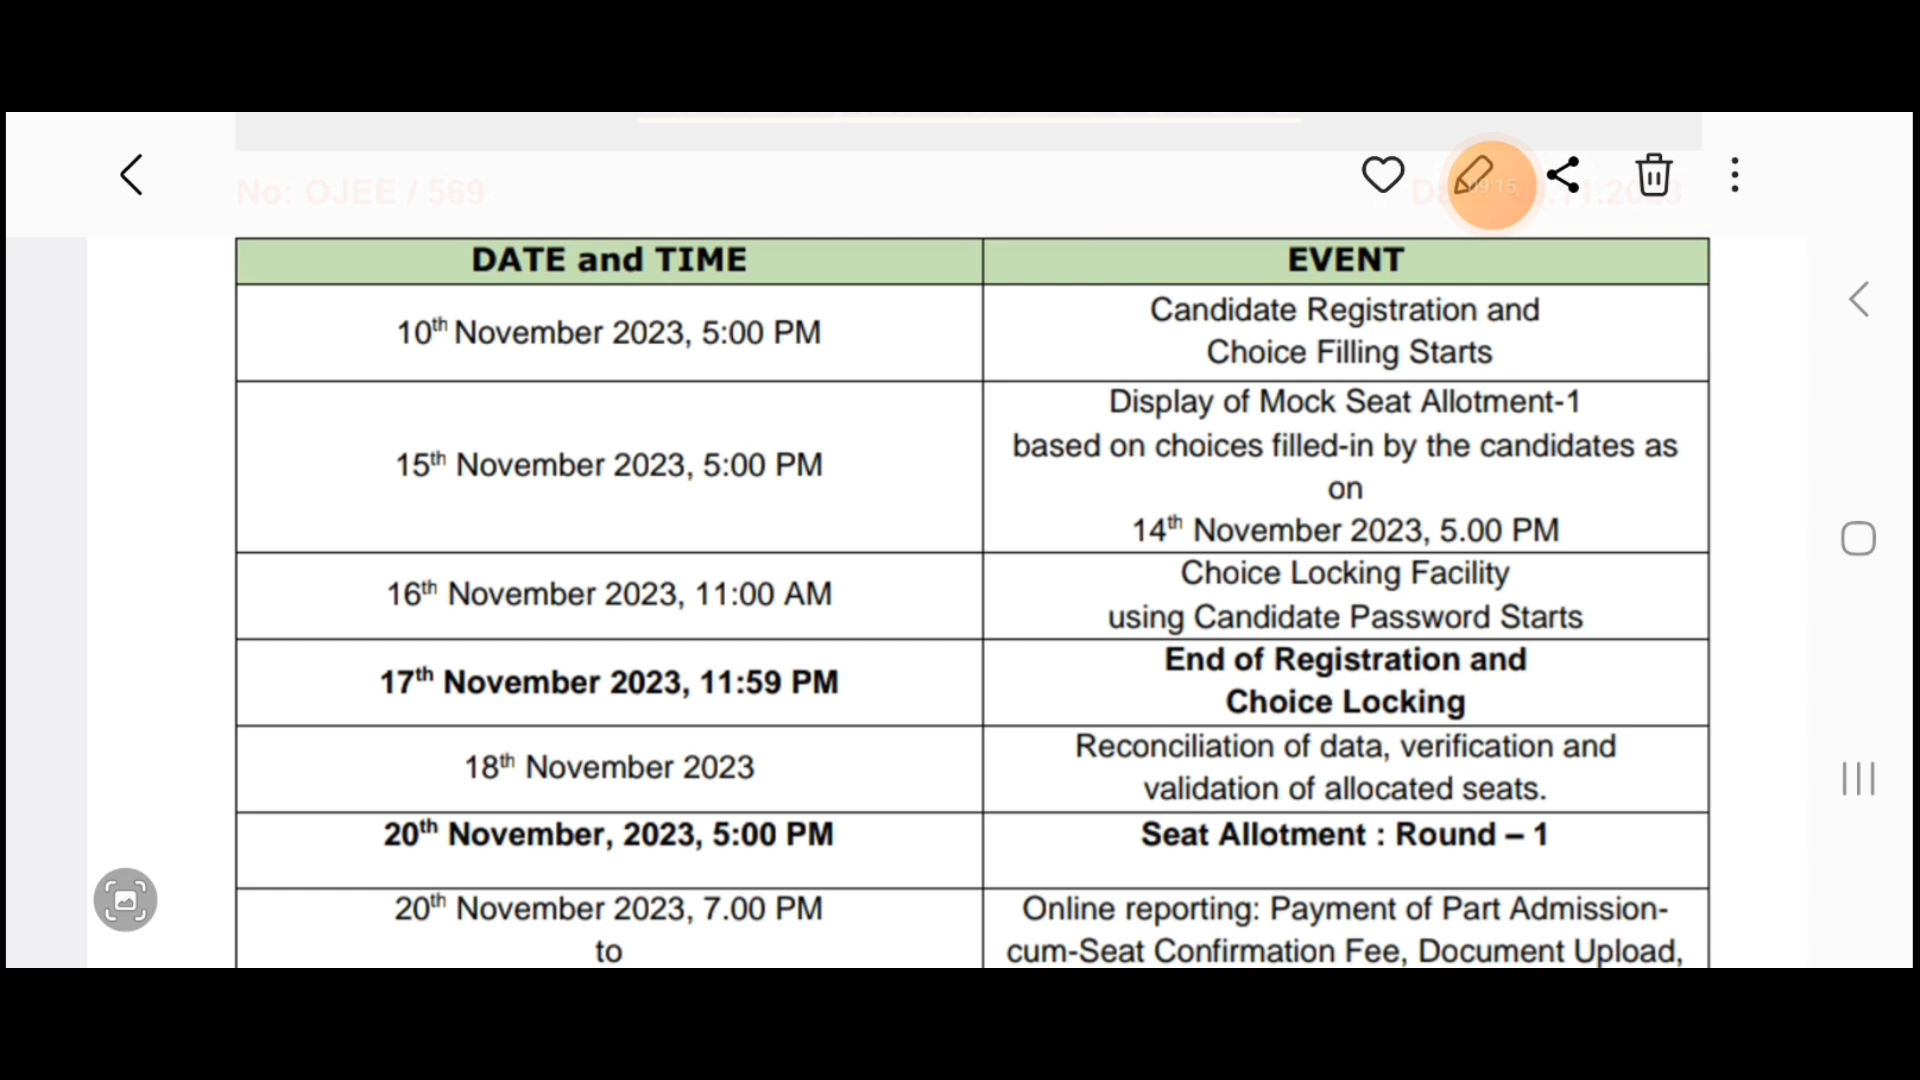 No: OJEE / 569
09:15
DATE and TIME
EVENT
10th November 2023, 5:00 PM
Candidate Registration and
Choice Filling Starts
15th November 2023, 5:00 PM
Display of Mock Seat Allotment-1
based on choices filled-in by the candidates as
on
14th November 2023, 5.00 PM
16th November 2023, 11:00 AM
Choice Locking Facility
using Candidate Password Starts
17th November 2023, 11:59 PM
End of Registration and
Choice Locking
18th November 2023
Reconciliation of data, verification and
validation of allocated seats.
20th November, 2023, 5:00 PM
Seat Allotment : Round – 1
20th November 2023, 7.00 PM
to
Online reporting: Payment of Part Admission-
cum-Seat Confirmation Fee, Document Upload,